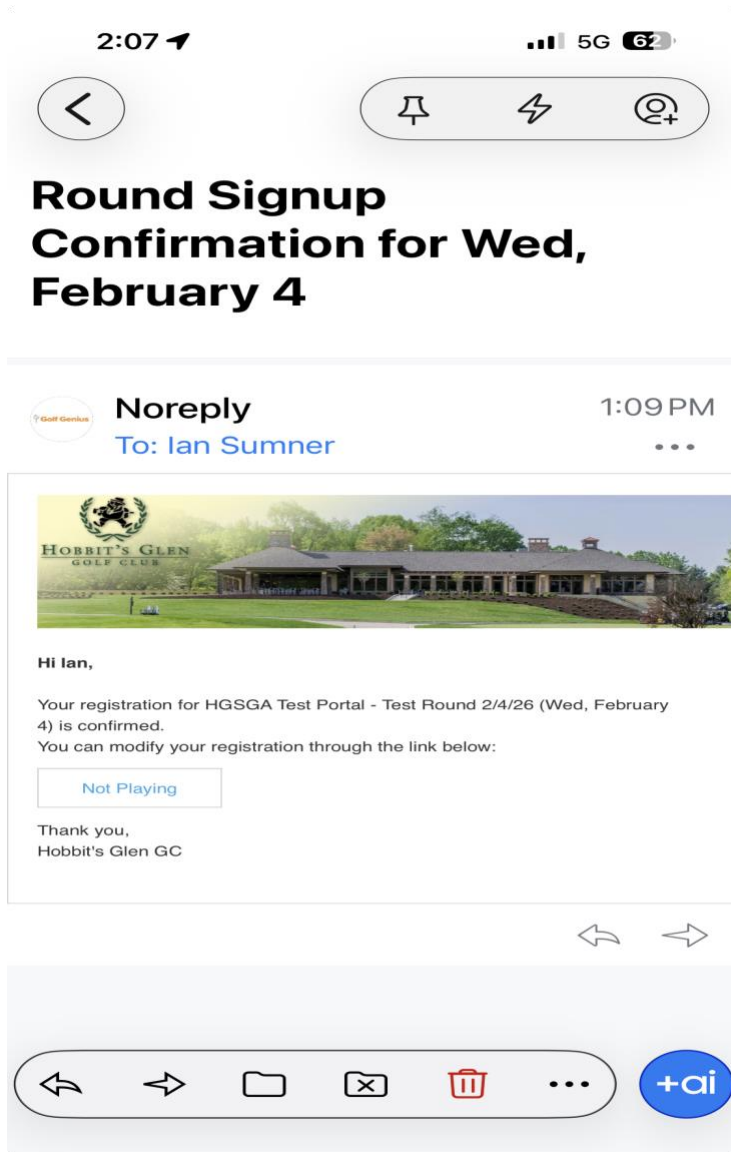 2:07
5G 62
Round Signup
Confirmation for Wed,
February 4
Golf Genius
Noreply
1:09 PM
To: Ian Sumner
HOBBIT'S GLEN
GOLF CLUB
Hi Ian,
Your registration for HGSGA Test Portal - Test Round 2/4/26 (Wed, February
4) is confirmed.
You can modify your registration through the link below:
Not Playing
Thank you,
Hobbit's Glen GC
+ai